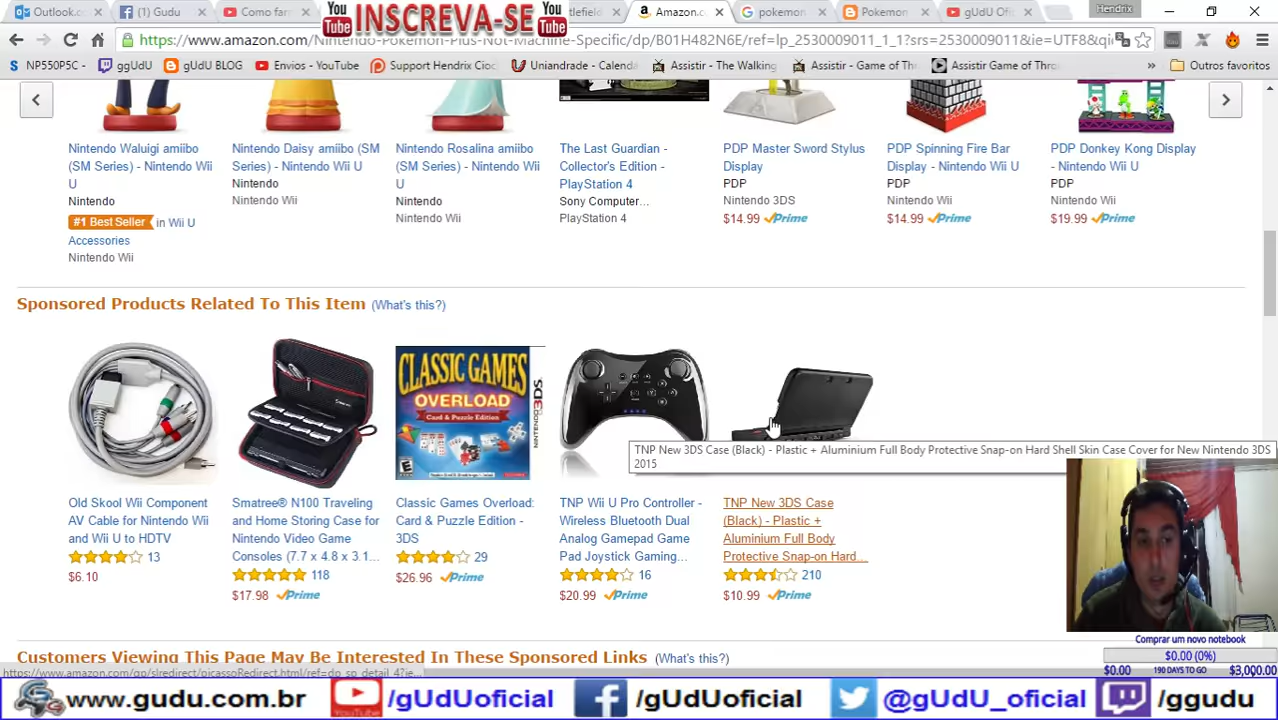 Outlook.co
(1) Gudu
Como farm
You Tube INSCREVA-SE You Tube
tlefield
Amazon.c
pokemon
Pokemon
gUdU Ofi
Hendrix
https://www.amazon.com/Nintendo-Pokemon-Plus-Not-Machine-Specific/dp/B01H482N6E/ref=lp_2530009011_1_1?srs=2530009011&ie=UTF8&qi
NP550P5C -
ggUdU
gUdU BLOG
Envios - YouTube
Support Hendrix Cioc
Uniandrade - Calenda
Assistir - The Walking
Assistir - Game of Thr
Assistir Game of Thro
»
Outros favoritos
Nintendo Waluigi amiibo
(SM Series) - Nintendo Wii
U
Nintendo
#1 Best Seller in Wii U
Accessories
Nintendo Wii
Nintendo Daisy amiibo (SM
Series) - Nintendo Wii U
Nintendo
Nintendo Wii
Nintendo Rosalina amiibo
(SM Series) - Nintendo Wii
U
Nintendo
Nintendo Wii
The Last Guardian -
Collector's Edition -
PlayStation 4
Sony Computer...
PlayStation 4
PDP Master Sword Stylus
Display
PDP
Nintendo 3DS
$14.99 Prime
PDP Spinning Fire Bar
Display - Nintendo Wii U
PDP
Nintendo Wii
$14.99 Prime
PDP Donkey Kong Display
- Nintendo Wii U
PDP
Nintendo Wii
$19.99 Prime
Sponsored Products Related To This Item (What's this?)
CLASSIC GAMES
OVERLOAD
Card & Puzzle Edition
NINTENDO 3DS
TNP New 3DS Case (Black) - Plastic + Aluminium Full Body Protective Snap-on Hard Shell Skin Case Cover for New Nintendo 3DS
2015
Old Skool Wii Component
AV Cable for Nintendo Wii
and Wii U to HDTV
13
$6.10
Smatree® N100 Traveling
and Home Storing Case for
Nintendo Video Game
Consoles (7.7 x 4.8 x 3.1...
118
$17.98 Prime
Classic Games Overload:
Card & Puzzle Edition -
3DS
29
$26.96 Prime
TNP Wii U Pro Controller -
Wireless Bluetooth Dual
Analog Gamepad Game
Pad Joystick Gaming...
16
$20.99 Prime
TNP New 3DS Case
(Black) - Plastic +
Aluminium Full Body
Protective Snap-on Hard...
210
$10.99 Prime
Comprar um novo notebook
$0.00 (0%)
$0.00 190 DAYS TO GO $3,000.00
Customers Viewing This Page May Be Interested In These Sponsored Links (What's this?)
https://www.amazon.com/gp/slredirect/picassoRedirect.html/ref=dp_sp_detail_4?ie...
www.gudu.com.br
YouTube /gUdUoficial
/gUdUoficial
@gUdU_oficial
/ggudu